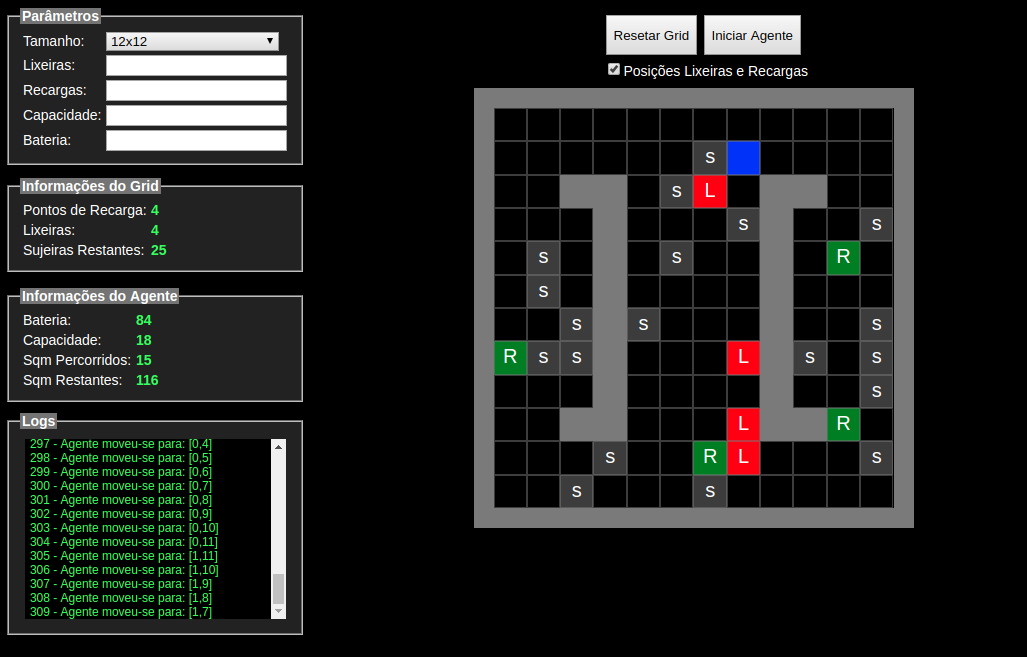 Parâmetros
Tamanho: 12x12
Lixeiras:
Recargas:
Capacidade:
Bateria:
Informações do Grid
Pontos de Recarga: 4
Lixeiras: 4
Sujeiras Restantes: 25
Informações do Agente
Bateria: 84
Capacidade: 18
Sqm Percorridos: 15
Sqm Restantes: 116
Logs
297 - Agente moveu-se para: [0,4]
298 - Agente moveu-se para: [0,5]
299 - Agente moveu-se para: [0,6]
300 - Agente moveu-se para: [0,7]
301 - Agente moveu-se para: [0,8]
302 - Agente moveu-se para: [0,9]
303 - Agente moveu-se para: [0,10]
304 - Agente moveu-se para: [0,11]
305 - Agente moveu-se para: [1,11]
306 - Agente moveu-se para: [1,10]
307 - Agente moveu-se para: [1,9]
308 - Agente moveu-se para: [1,8]
309 - Agente moveu-se para: [1,7]
Resetar Grid Iniciar Agente
Posições Lixeiras e Recargas
s
s L
s s
s s R
s
s s s
R s s L s s
s
L R
s R L s
s s